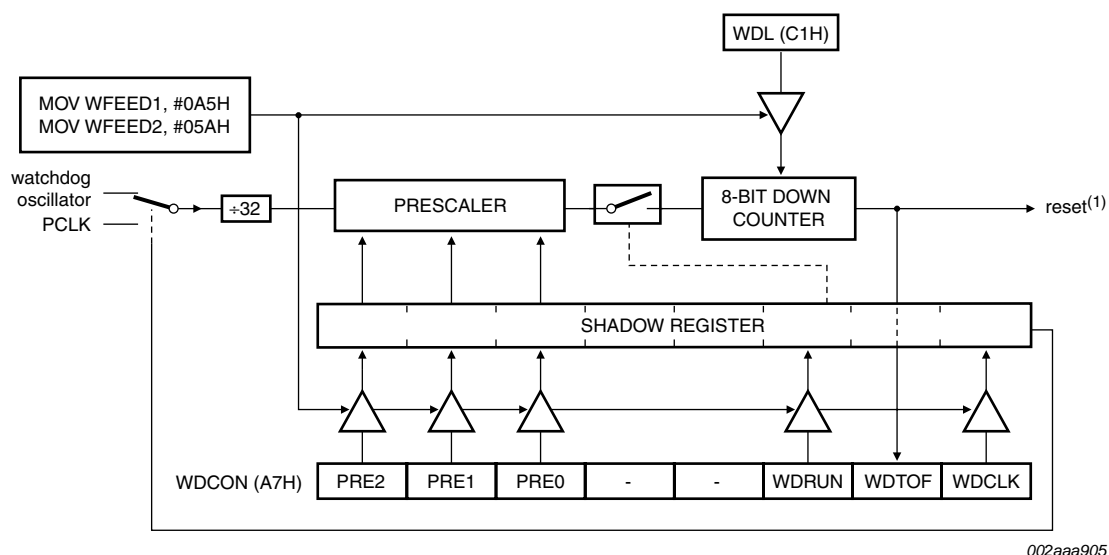 WDL (C1H)
MOV WFEED1, #0A5H
MOV WFEED2, #05AH
watchdog
oscillator
PCLK
÷32
PRESCALER
8-BIT DOWN
COUNTER
reset(1)
SHADOW REGISTER
WDCON (A7H)
PRE2
PRE1
PRE0
-
-
WDRUN
WDTOF
WDCLK
002aaa905